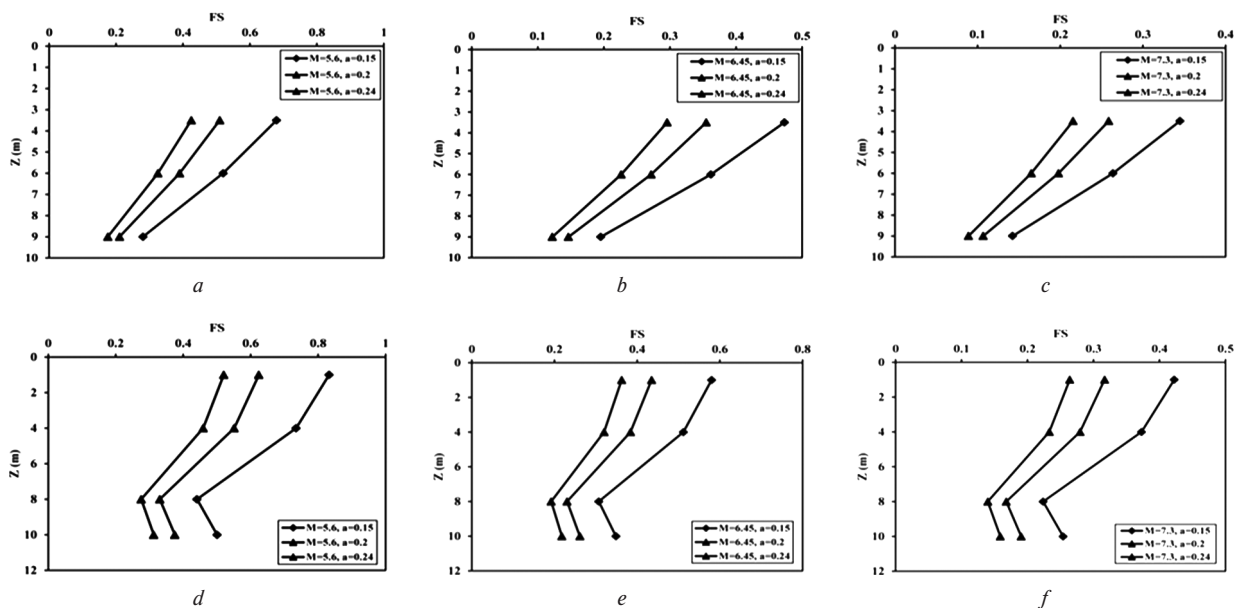 FS
0 0.2 0.4 0.6 0.8 1
0
1
2
3
4
5
6
7
8
9
10
Z (m)
M=5.6, a=0.15
M=5.6, a=0.2
M=5.6, a=0.24
a
FS
0 0.1 0.2 0.3 0.4 0.5
0
1
2
3
4
5
6
7
8
9
10
Z (m)
M=6.45, a=0.15
M=6.45, a=0.2
M=6.45, a=0.24
b
FS
0 0.1 0.2 0.3 0.4
0
1
2
3
4
5
6
7
8
9
10
Z (m)
M=7.3, a=0.15
M=7.3, a=0.2
M=7.3, a=0.24
c
FS
0 0.2 0.4 0.6 0.8 1
0
2
4
6
8
10
12
Z (m)
M=5.6, a=0.15
M=5.6, a=0.2
M=5.6, a=0.24
d
FS
0 0.2 0.4 0.6 0.8
0
2
4
6
8
10
12
Z (m)
M=6.45, a=0.15
M=6.45, a=0.2
M=6.45, a=0.24
e
FS
0 0.1 0.2 0.3 0.4 0.5
0
2
4
6
8
10
12
Z (m)
M=7.3, a=0.15
M=7.3, a=0.2
M=7.3, a=0.24
f